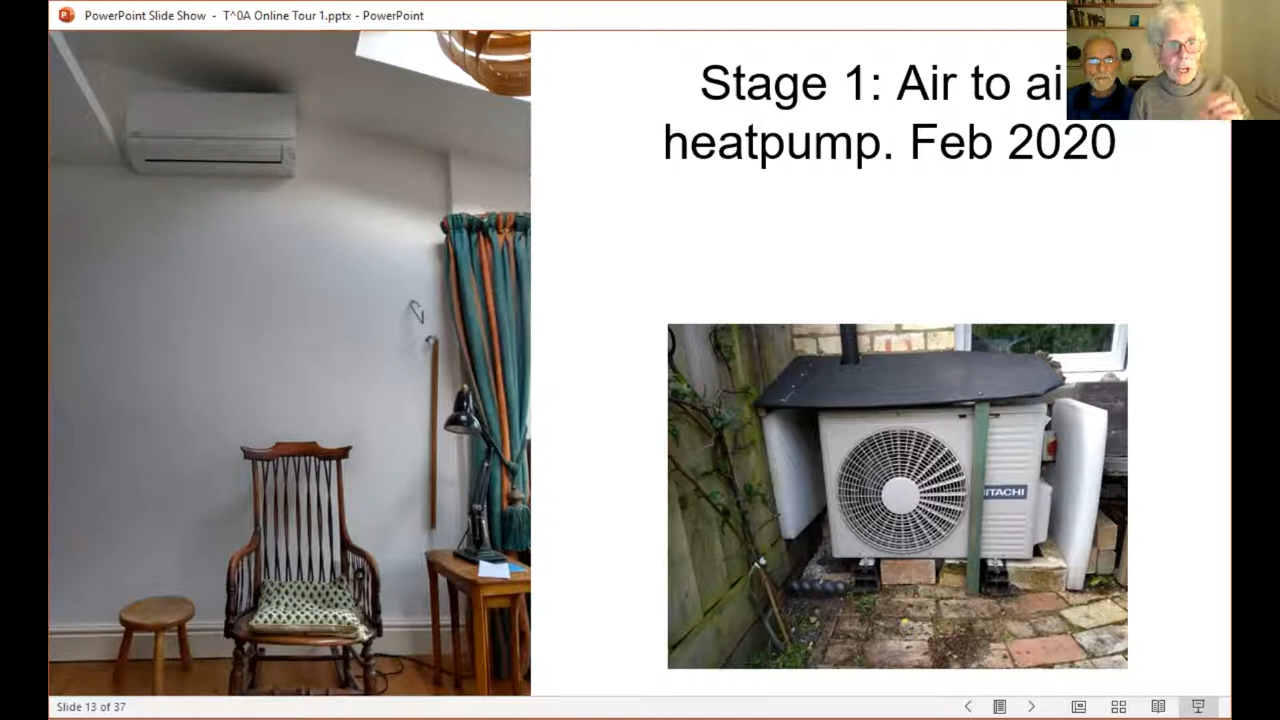 PowerPoint Slide Show - T^0A Online Tour 1.pptx - PowerPoint
Stage 1: Air to ai
heatpump. Feb 2020
HITACHI
Slide 13 of 37